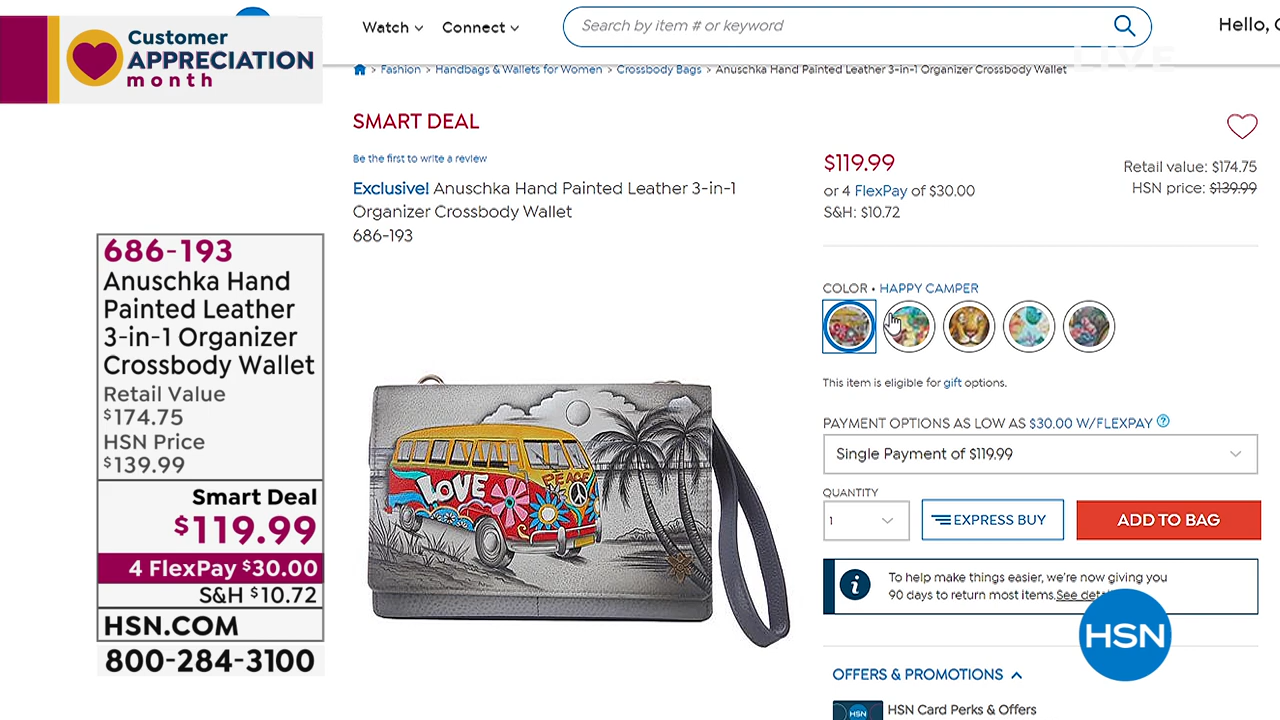 Customer
APPRECIATION
month
Watch
Connect
Search by item # or keyword
Hello,
LIVE
> Fashion > Handbags & Wallets for Women > Crossbody Bags > Anuschka Hand Painted Leather 3-in-1 Organizer Crossbody Wallet
SMART DEAL
Be the first to write a review
Exclusive! Anuschka Hand Painted Leather 3-in-1
Organizer Crossbody Wallet
686-193
$119.99
or 4 FlexPay of $30.00
S&H: $10.72
Retail value: $174.75
HSN price: $139.99
686-193
Anuschka Hand
Painted Leather
3-in-1 Organizer
Crossbody Wallet
Retail Value
$174.75
HSN Price
$139.99
Smart Deal
$119.99
4 FlexPay $30.00
S&H $10.72
HSN.COM
800-284-3100
LOVE
PEACE
COLOR • HAPPY CAMPER
This item is eligible for gift options.
PAYMENT OPTIONS AS LOW AS $30.00 W/FLEXPAY ?
Single Payment of $119.99
QUANTITY
1
EXPRESS BUY
ADD TO BAG
i
To help make things easier, we're now giving you
90 days to return most items.See
HSN
OFFERS & PROMOTIONS
HSN
HSN Card Perks & Offers